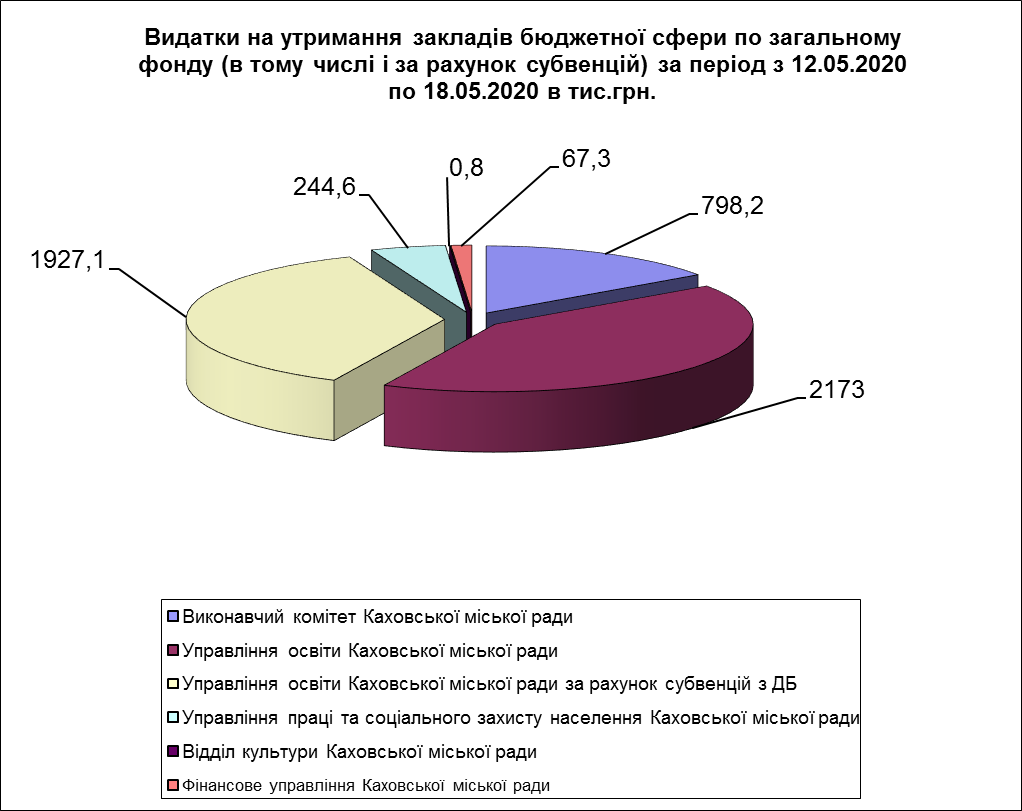 Видатки на утримання закладів бюджетної сфери по загальному
фонду (в тому числі і за рахунок субвенцій) за період з 12.05.2020
по 18.05.2020 в тис.грн.
0,8
67,3
244,6
798,2
1927,1
2173
Виконавчий комітет Каховської міської ради
Управління освіти Каховської міської ради
Управління освіти Каховської міської ради за рахунок субвенцій з ДБ
Управління праці та соціального захисту населення Каховської міської ради
Відділ культури Каховської міської ради
Фінансове управління Каховської міської ради